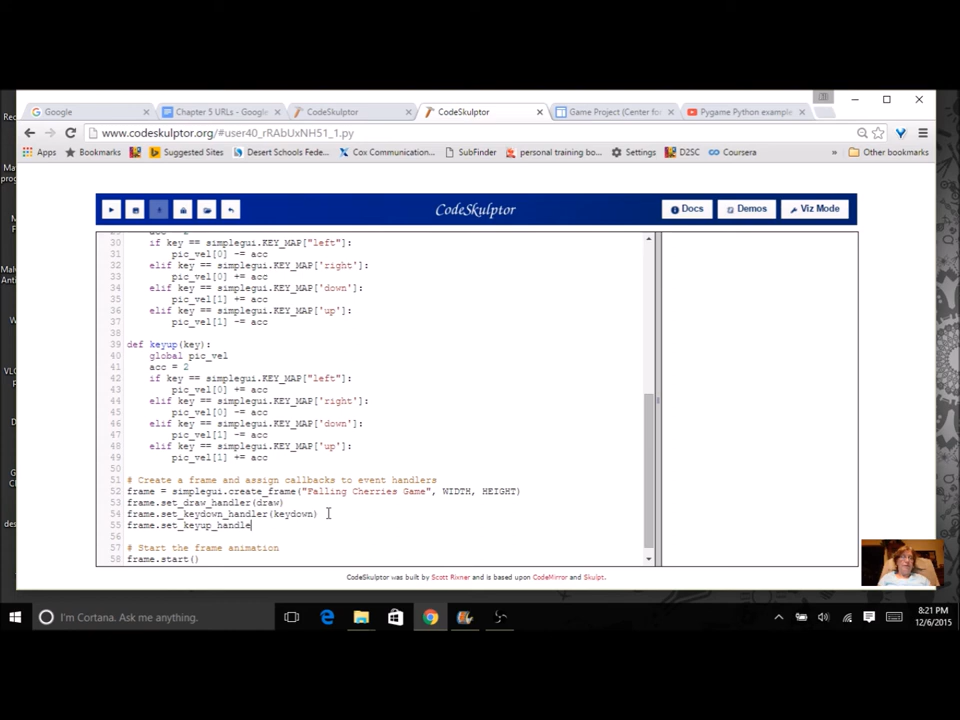 Rec
Ma
prog
Mal
Anti
W
VLC
Google
Chapter 5 URLs - Google
CodeSkulptor
CodeSkulptor
Game Project (Center for
Pygame Python example
www.codeskulptor.org/#user40_rRAbUxNH51_1.py
Apps
Bookmarks
Suggested Sites
Desert Schools Fede...
Cox Communication...
SubFinder
personal training bo...
Settings
D2SC
Coursera
»
Other bookmarks
CodeSkulptor
Docs
Demos
Viz Mode
30 if key == simplegui.KEY_MAP["left"]:
31 pic_vel[0] -= acc
32 elif key == simplegui.KEY_MAP['right']:
33 pic_vel[0] += acc
34 elif key == simplegui.KEY_MAP['down']:
35 pic_vel[1] += acc
36 elif key == simplegui.KEY_MAP['up']:
37 pic_vel[1] -= acc
38
39 def keyup(key):
40 global pic_vel
41 acc = 2
42 if key == simplegui.KEY_MAP["left"]:
43 pic_vel[0] += acc
44 elif key == simplegui.KEY_MAP['right']:
45 pic_vel[0] -= acc
46 elif key == simplegui.KEY_MAP['down']:
47 pic_vel[1] -= acc
48 elif key == simplegui.KEY_MAP['up']:
49 pic_vel[1] += acc
50
51 # Create a frame and assign callbacks to event handlers
52 frame = simplegui.create_frame("Falling Cherries Game", WIDTH, HEIGHT)
53 frame.set_draw_handler(draw)
54 frame.set_keydown_handler(keydown)
55 frame.set_keyup_handle
56
57 # Start the frame animation
58 frame.start()
CodeSkulptor was built by Scott Rixner and is based upon CodeMirror and Skulpt.
I'm Cortana. Ask me anything.
8:21 PM
12/6/2015